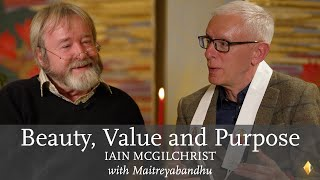 Beauty, Value and Purpose
IAIN MCGILCHRIST
with Maitreyabandhu